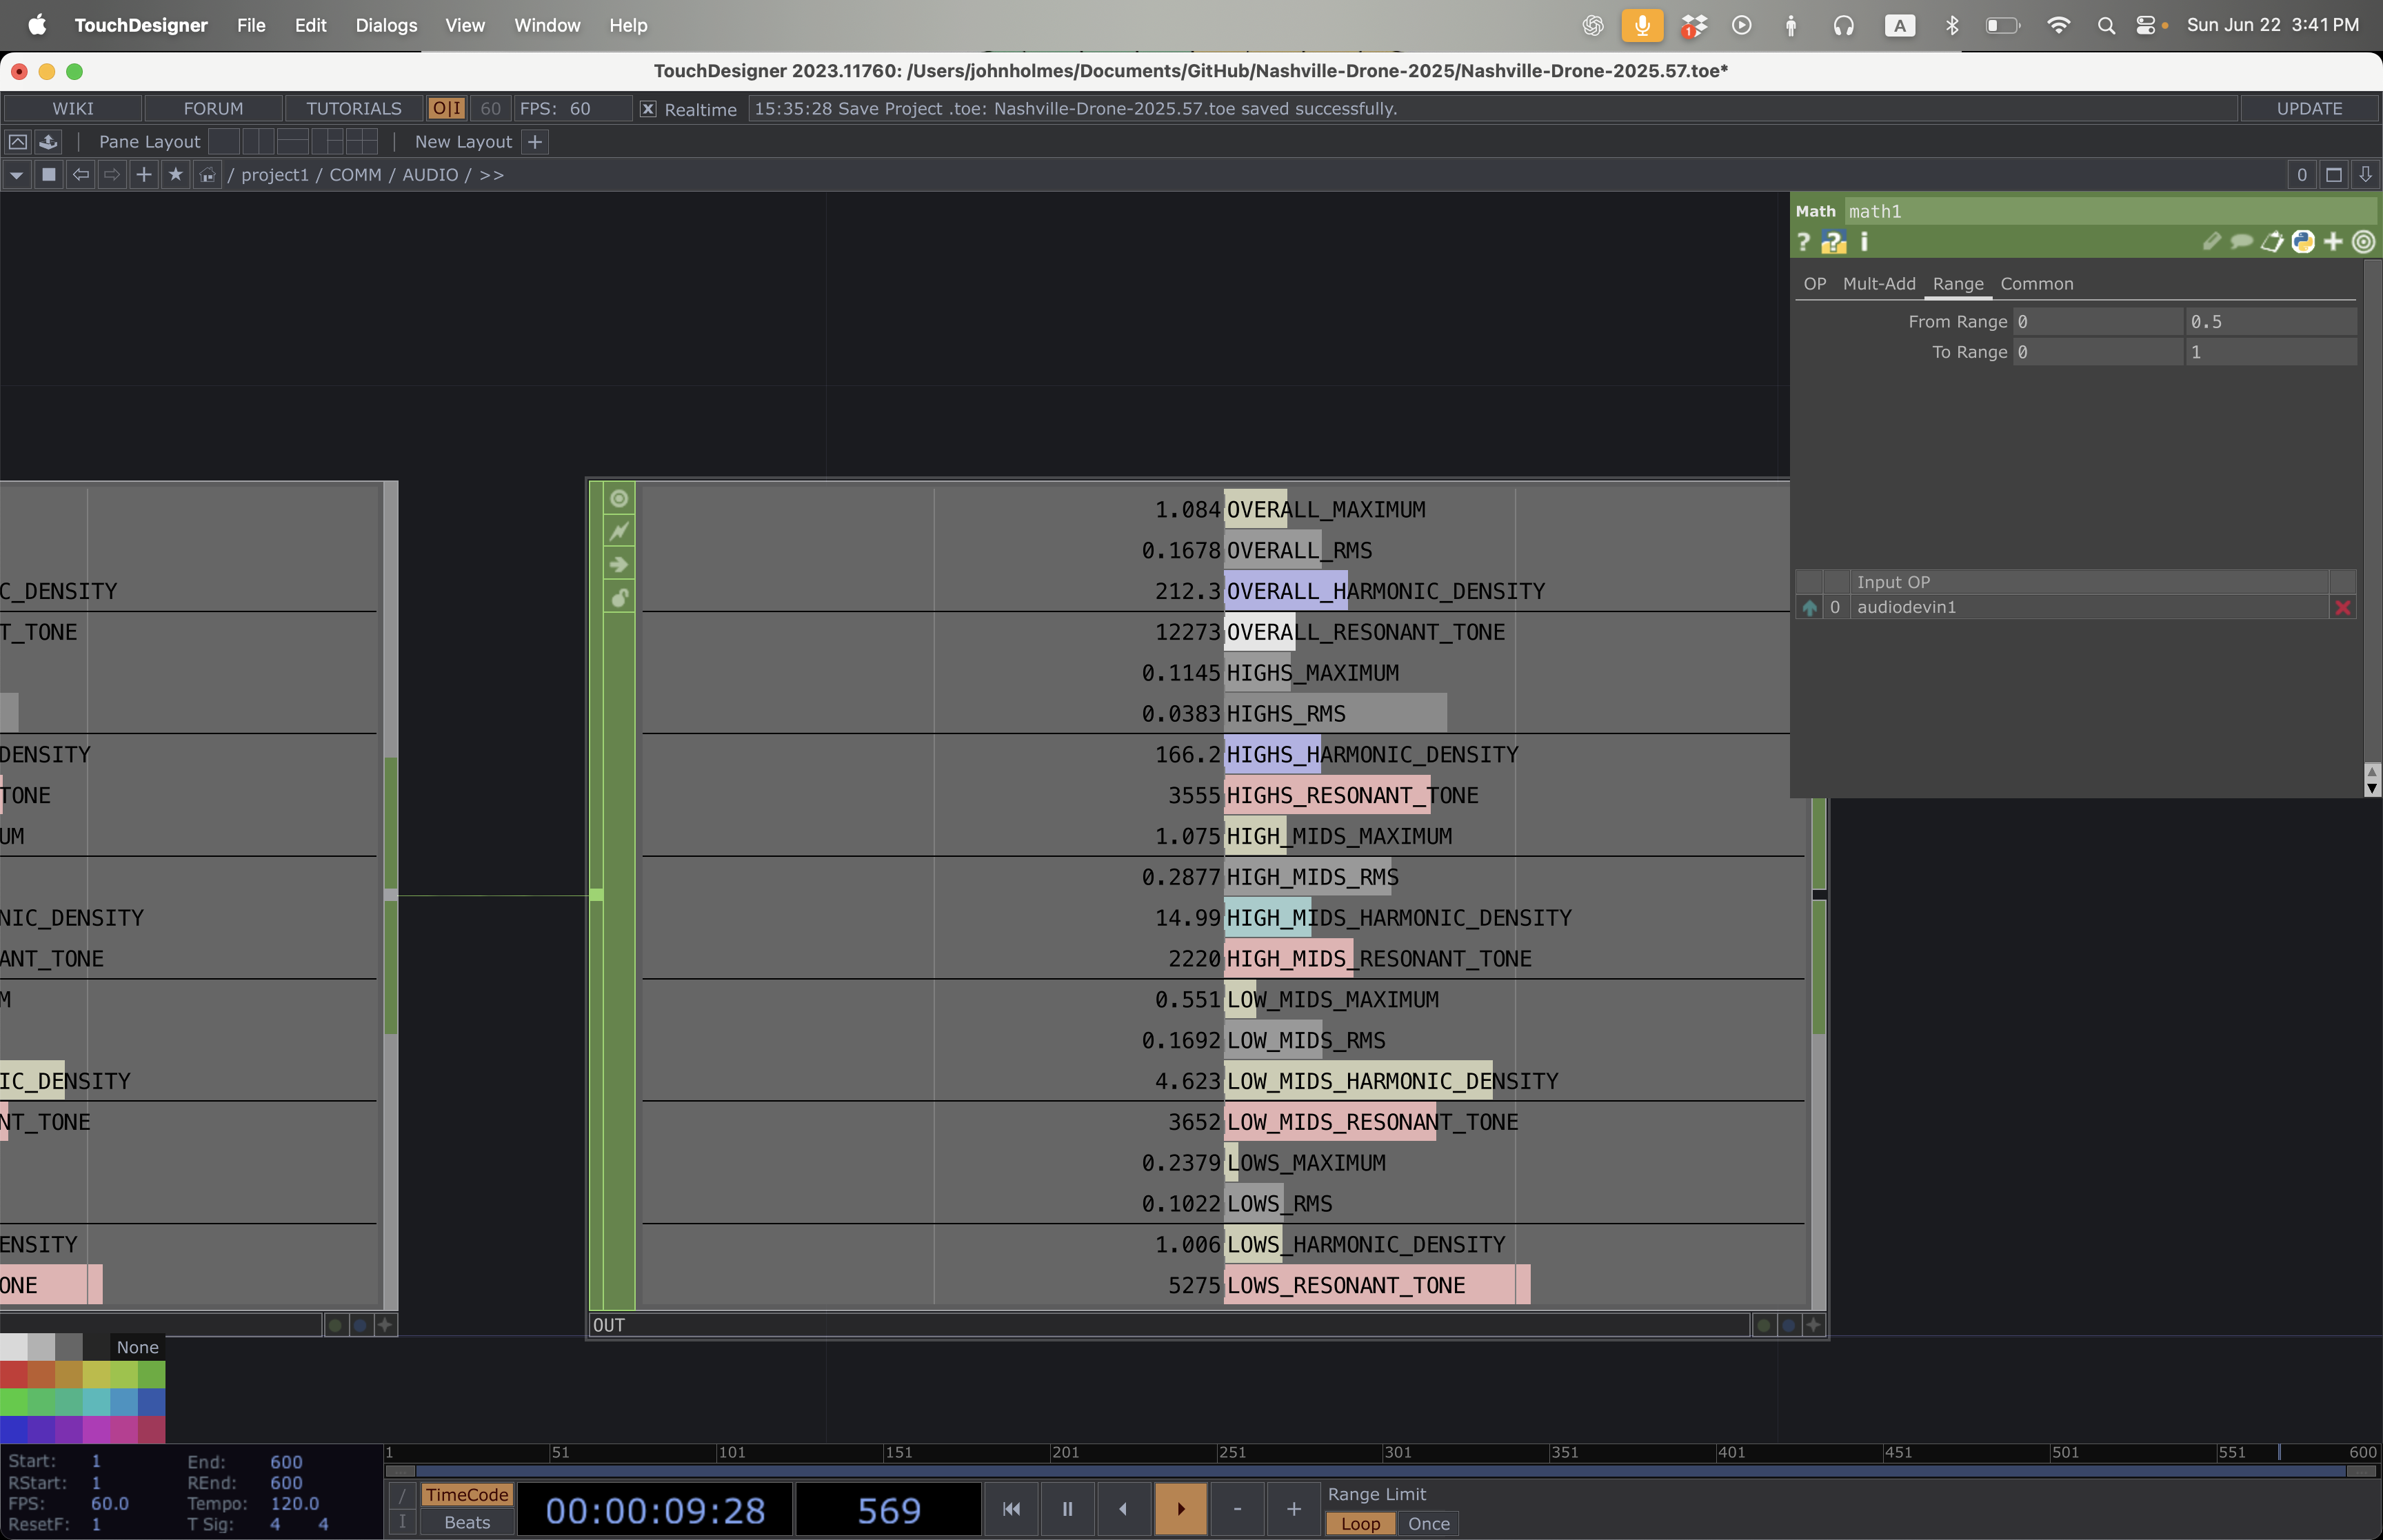 TouchDesigner File Edit Dialogs View Window Help 1 A Sun Jun 22 3:41 PM
TouchDesigner 2023.11760: /Users/johnholmes/Documents/GitHub/Nashville-Drone-2025/Nashville-Drone-2025.57.toe*
WIKI FORUM TUTORIALS O|I 60 FPS: 60 Realtime 15:35:28 Save Project .toe: Nashville-Drone-2025.57.toe saved successfully. UPDATE
Pane Layout New Layout +
/ project1 / COMM / AUDIO / >> 0
Math math1
? ? i
OP Mult-Add Range Common
From Range 0 0.5
To Range 0 1
Input OP
0 audiodevin1
C_DENSITY
T_TONE
DENSITY
TONE
UM
NIC_DENSITY
ANT_TONE
M
IC_DENSITY
NT_TONE
ENSITY
ONE
1.084 OVERALL_MAXIMUM
0.1678 OVERALL_RMS
212.3 OVERALL_HARMONIC_DENSITY
12273 OVERALL_RESONANT_TONE
0.1145 HIGHS_MAXIMUM
0.0383 HIGHS_RMS
166.2 HIGHS_HARMONIC_DENSITY
3555 HIGHS_RESONANT_TONE
1.075 HIGH_MIDS_MAXIMUM
0.2877 HIGH_MIDS_RMS
14.99 HIGH_MIDS_HARMONIC_DENSITY
2220 HIGH_MIDS_RESONANT_TONE
0.551 LOW_MIDS_MAXIMUM
0.1692 LOW_MIDS_RMS
4.623 LOW_MIDS_HARMONIC_DENSITY
3652 LOW_MIDS_RESONANT_TONE
0.2379 LOWS_MAXIMUM
0.1022 LOWS_RMS
1.006 LOWS_HARMONIC_DENSITY
5275 LOWS_RESONANT_TONE
OUT
None
1 51 101 151 201 251 301 351 401 451 501 551 600
Start: 1 End: 600
RStart: 1 REnd: 600
FPS: 60.0 Tempo: 120.0
ResetF: 1 T Sig: 4 4
/ TimeCode
I Beats
00:00:09:28 569 - +
Range Limit
Loop Once